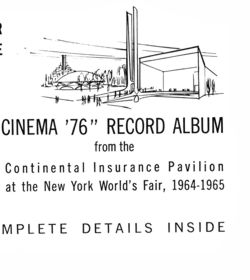 R
E
CINEMA '76" RECORD ALBUM
from the
Continental Insurance Pavilion
at the New York World's Fair, 1964-1965
MPLETE DETAILS INSIDE